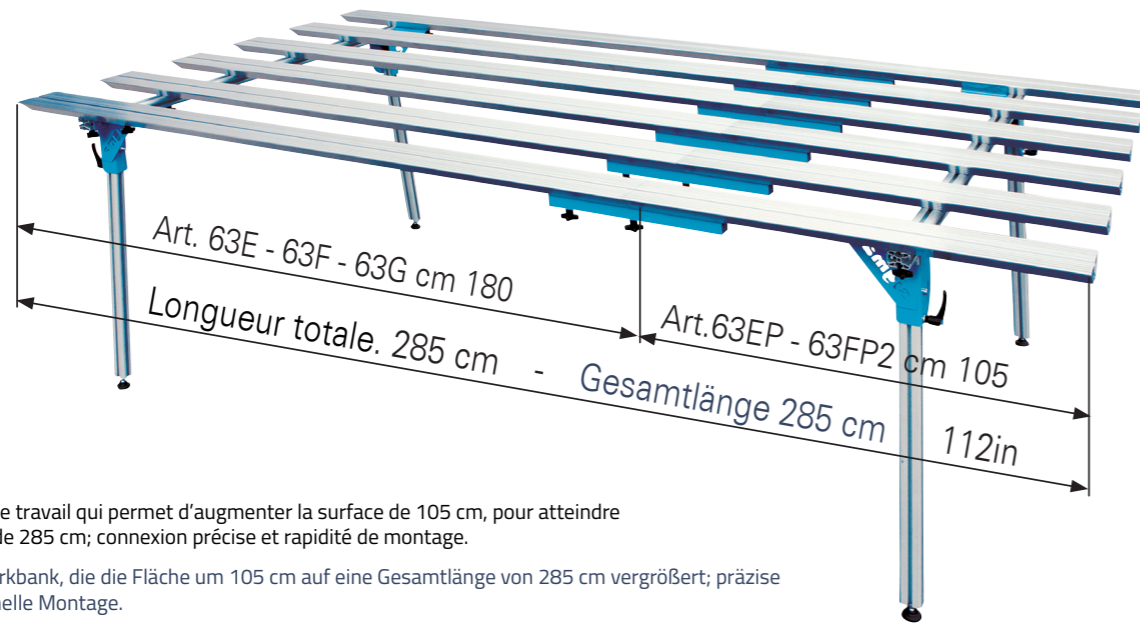 Art. 63E - 63F - 63G cm 180
Art.63EP - 63FP2 cm 105
Longueur totale. 285 cm - Gesamtlänge 285 cm 112in
e travail qui permet d'augmenter la surface de 105 cm, pour atteindre
de 285 cm; connexion précise et rapidité de montage.
rkbank, die die Fläche um 105 cm auf eine Gesamtlänge von 285 cm vergrößert; präzise
nelle Montage.